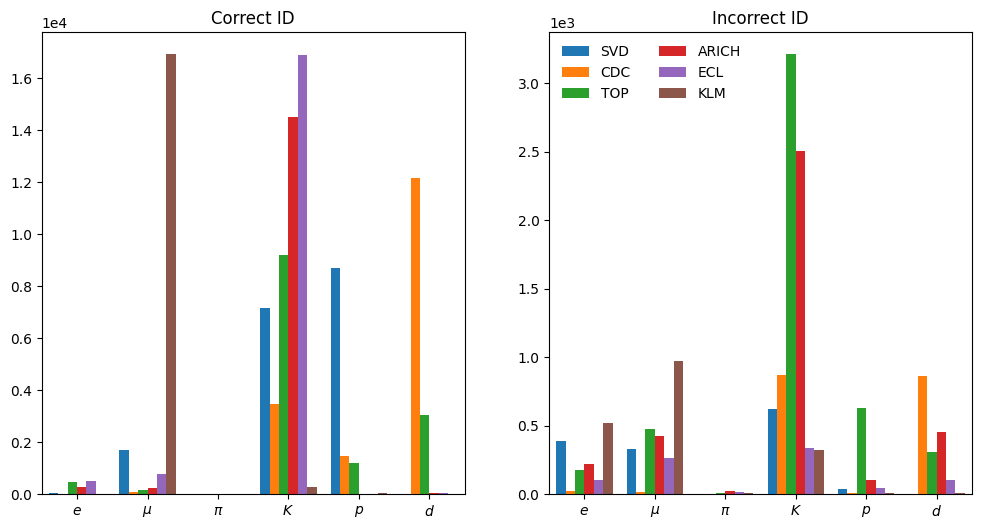 Correct ID
1e4
1.6
1.4
1.2
1.0
0.8
0.6
0.4
0.2
0.0
e μ π K p d
Incorrect ID
1e3
SVD ARICH
CDC ECL
TOP KLM
3.0
2.5
2.0
1.5
1.0
0.5
0.0
e μ π K p d